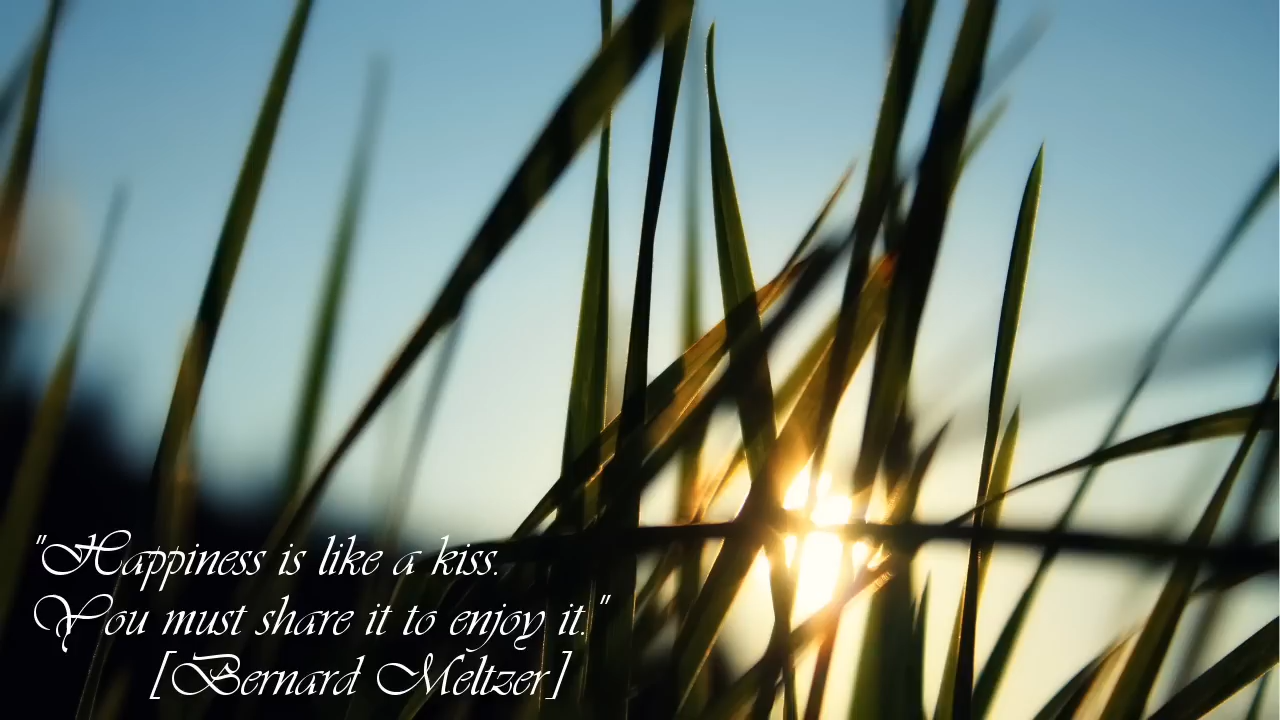 "Happiness is like a kiss.
You must share it to enjoy it."
[Bernard Meltzer]